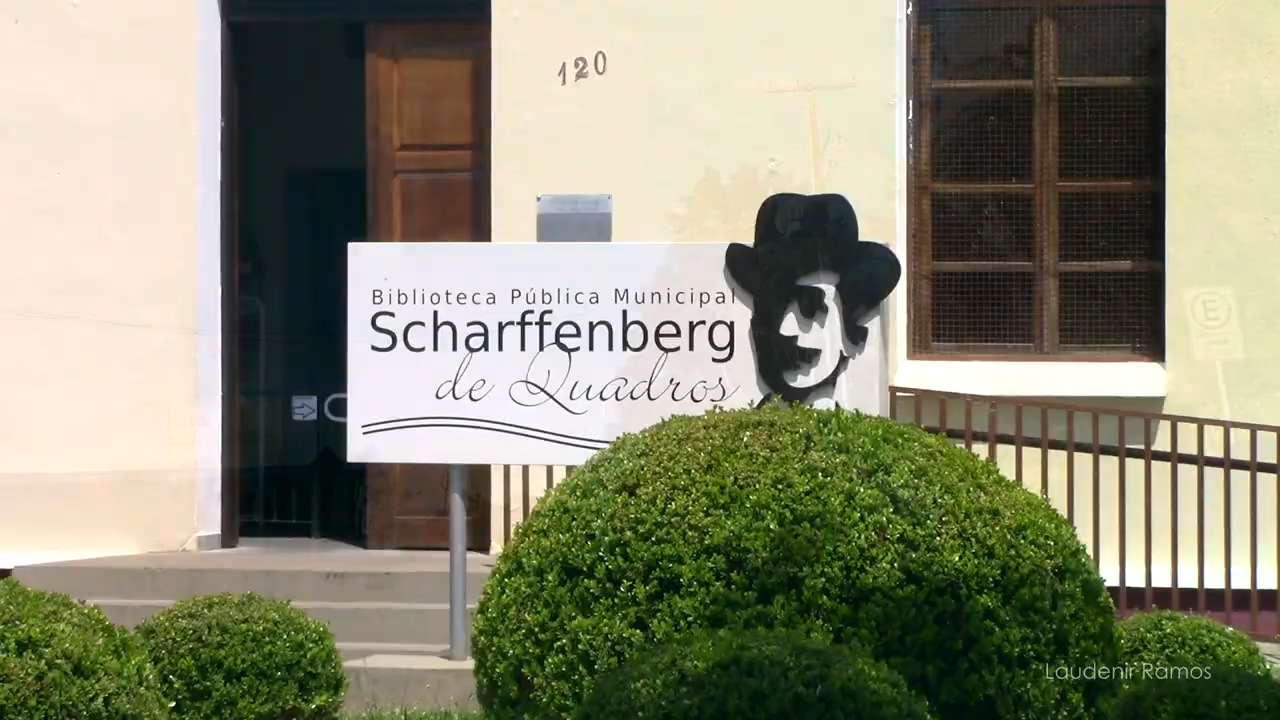 120
Biblioteca Pública Municipal
Scharffenberg
de Quadros
E
Laudenir Ramos